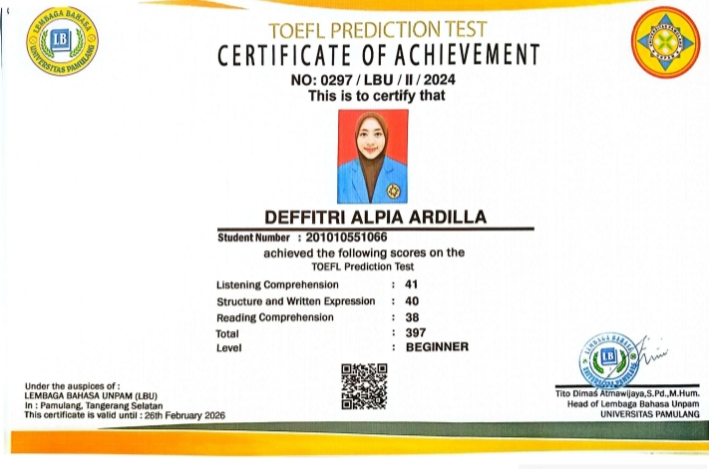 LEMBAGA BAHASA
LB
UNIVERSITAS PAMULANG
TOEFL PREDICTION TEST
CERTIFICATE OF ACHIEVEMENT
NO: 0297 / LBU / II / 2024
This is to certify that
DEFFITRI ALPIA ARDILLA
Student Number : 201010551066
achieved the following scores on the
TOEFL Prediction Test
Listening Comprehension : 41
Structure and Written Expression : 40
Reading Comprehension : 38
Total : 397
Level : BEGINNER
Under the auspices of :
LEMBAGA BAHASA UNPAM (LBU)
In : Pamulang, Tangerang Selatan
This certificate is valid until : 26th February 2026
LEMBAGA BAHASA
LB
UNIVERSITAS PAMULANG
Tito Dimas Atmawijaya,S.Pd.,M.Hum.
Head of Lembaga Bahasa Unpam
UNIVERSITAS PAMULANG